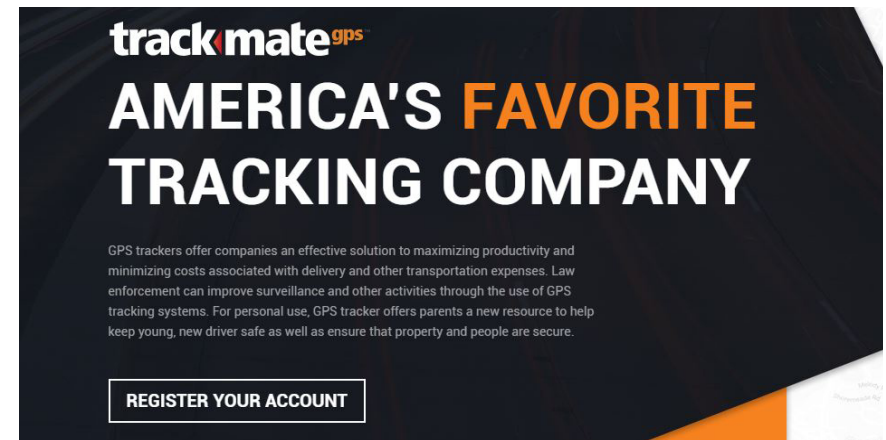 trackmate gps
AMERICA'S FAVORITE
TRACKING COMPANY
GPS trackers offer companies an effective solution to maximizing productivity and
minimizing costs associated with delivery and other transportation expenses. Law
enforcement can improve surveillance and other activities through the use of GPS
tracking systems. For personal use, GPS tracker offers parents a new resource to help
keep young, new driver safe as well as ensure that property and people are secure.
REGISTER YOUR ACCOUNT